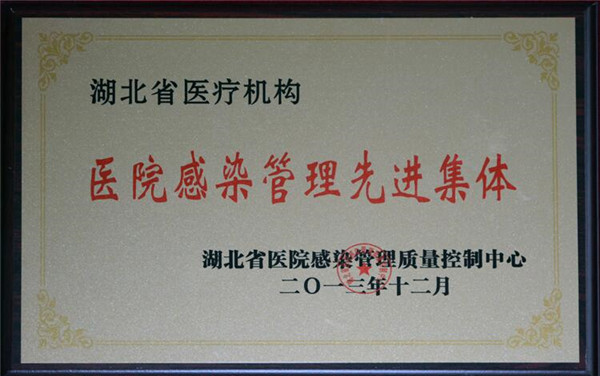 湖北省医疗机构
医院感染管理先进集体
湖北省医院感染管理质量控制中心
二〇一三年十二月